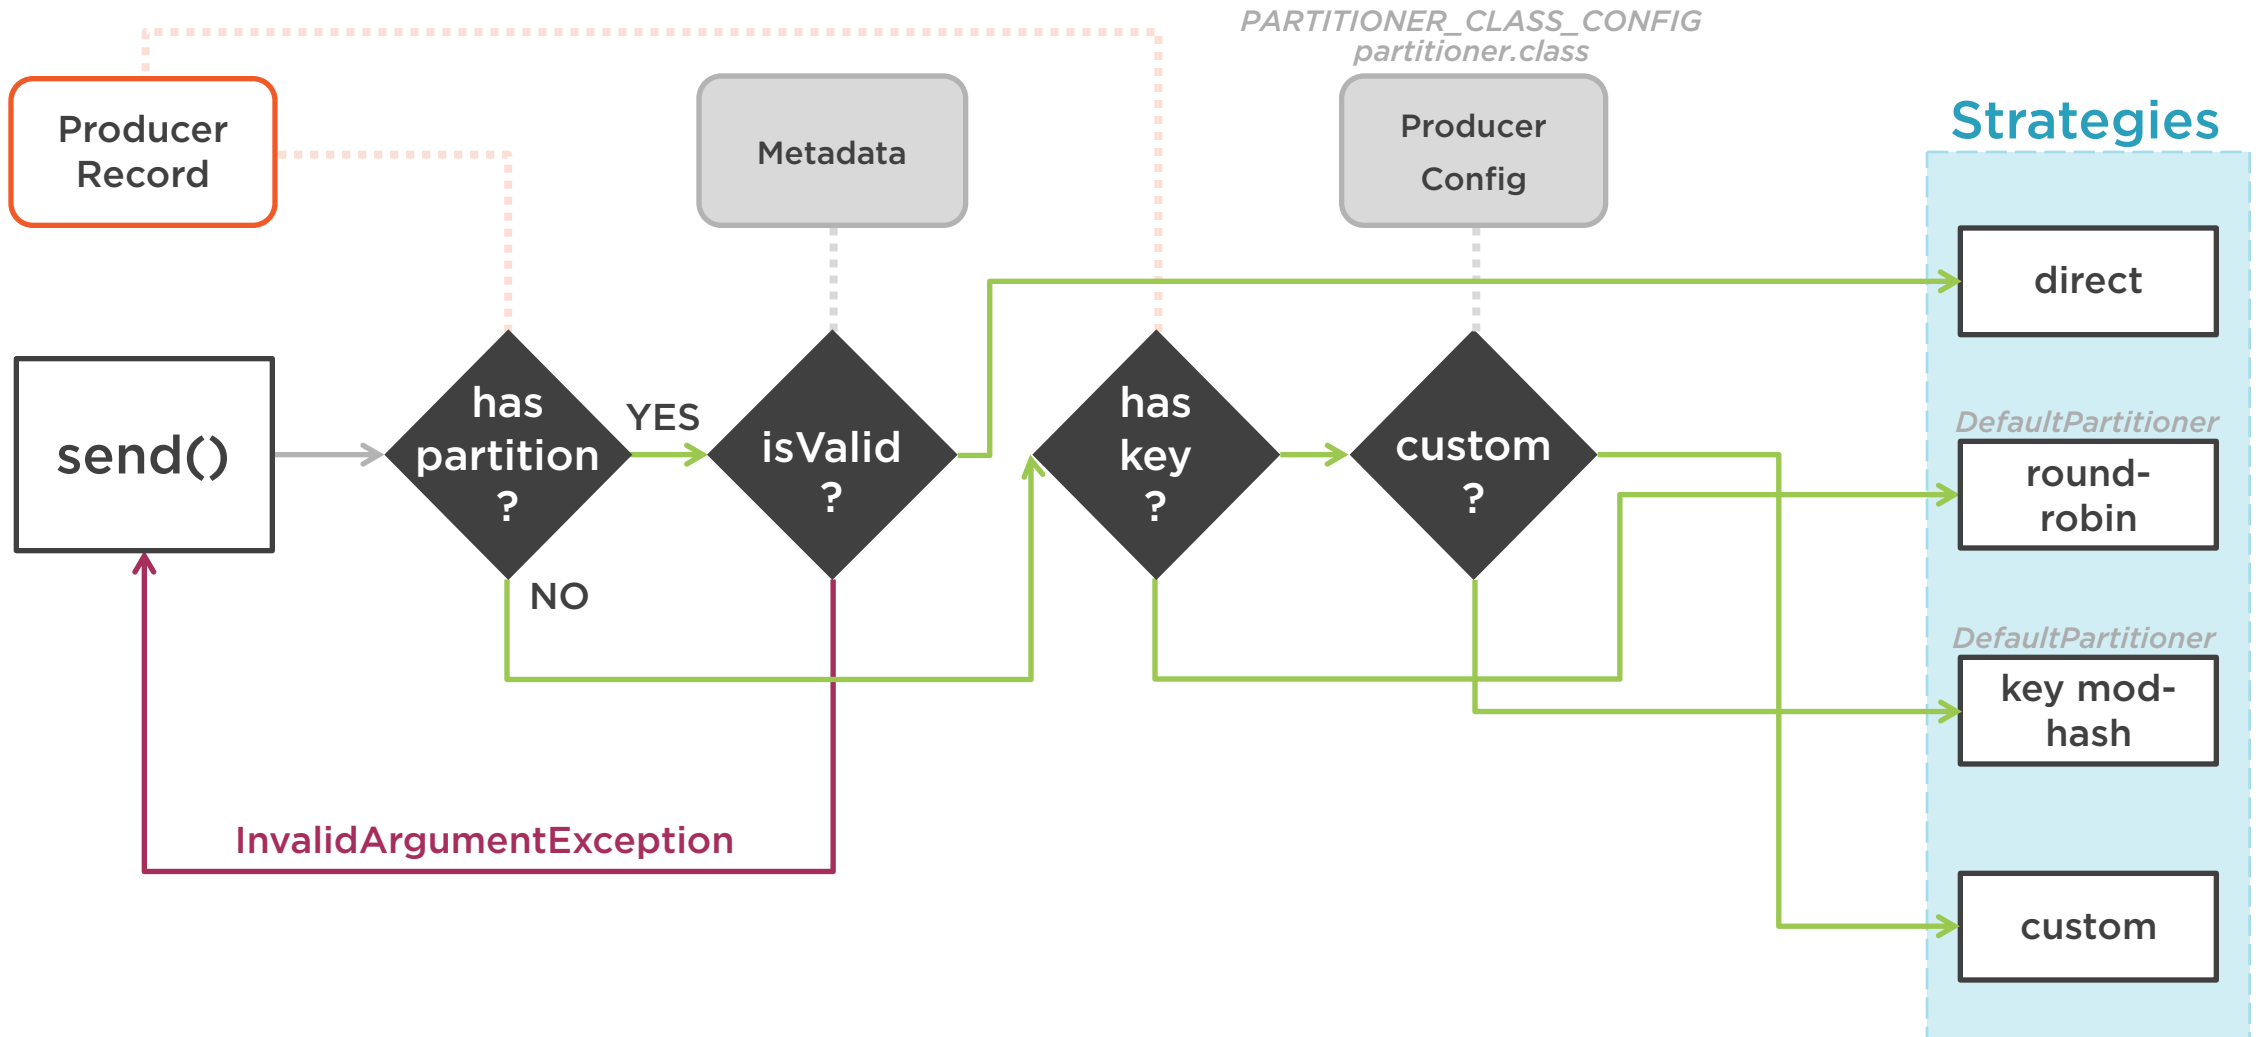 PARTITIONER_CLASS_CONFIG
partitioner.class
Producer
Record
Metadata
Producer
Config
Strategies
direct
send()
has
partition
?
YES
NO
isValid
?
has
key
?
custom
?
DefaultPartitioner
round-
robin
DefaultPartitioner
key mod-
hash
InvalidArgumentException
custom